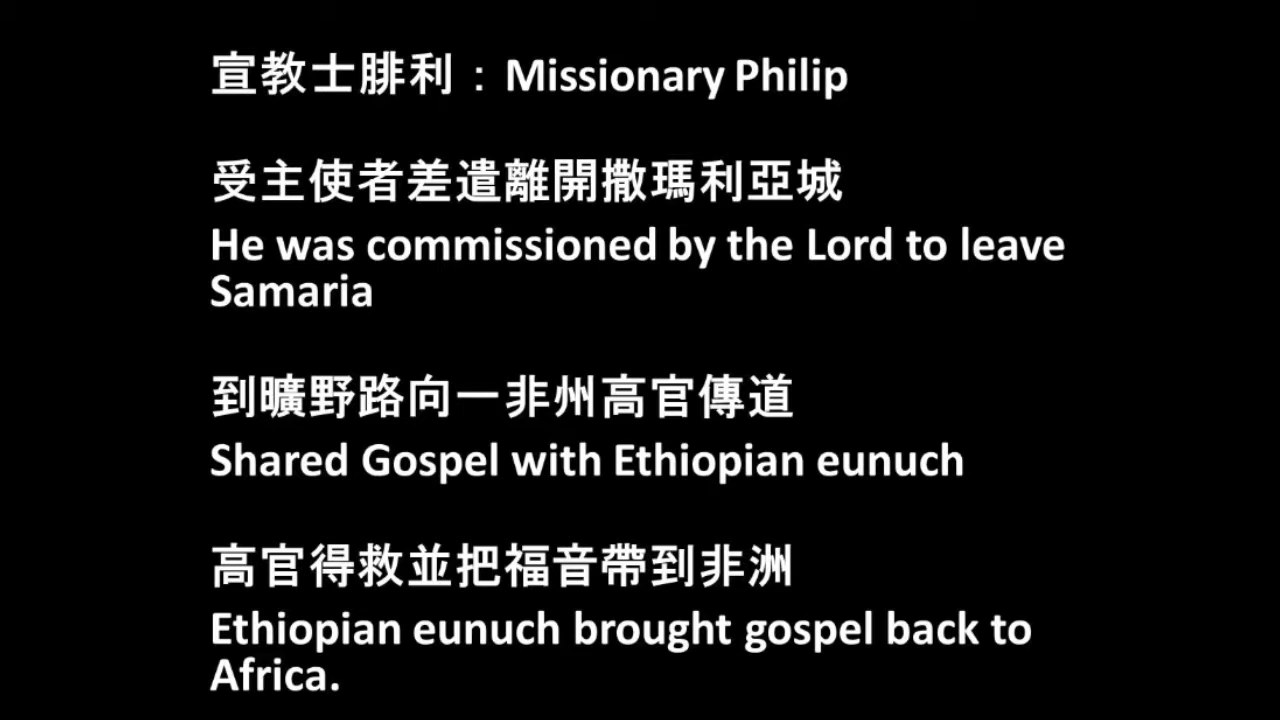 宣教士腓利：Missionary Philip
受主使者差遣離開撒瑪利亞城
He was commissioned by the Lord to leave
Samaria
到曠野路向一非州高官傳道
Shared Gospel with Ethiopian eunuch
高官得救並把福音帶到非洲
Ethiopian eunuch brought gospel back to
Africa.